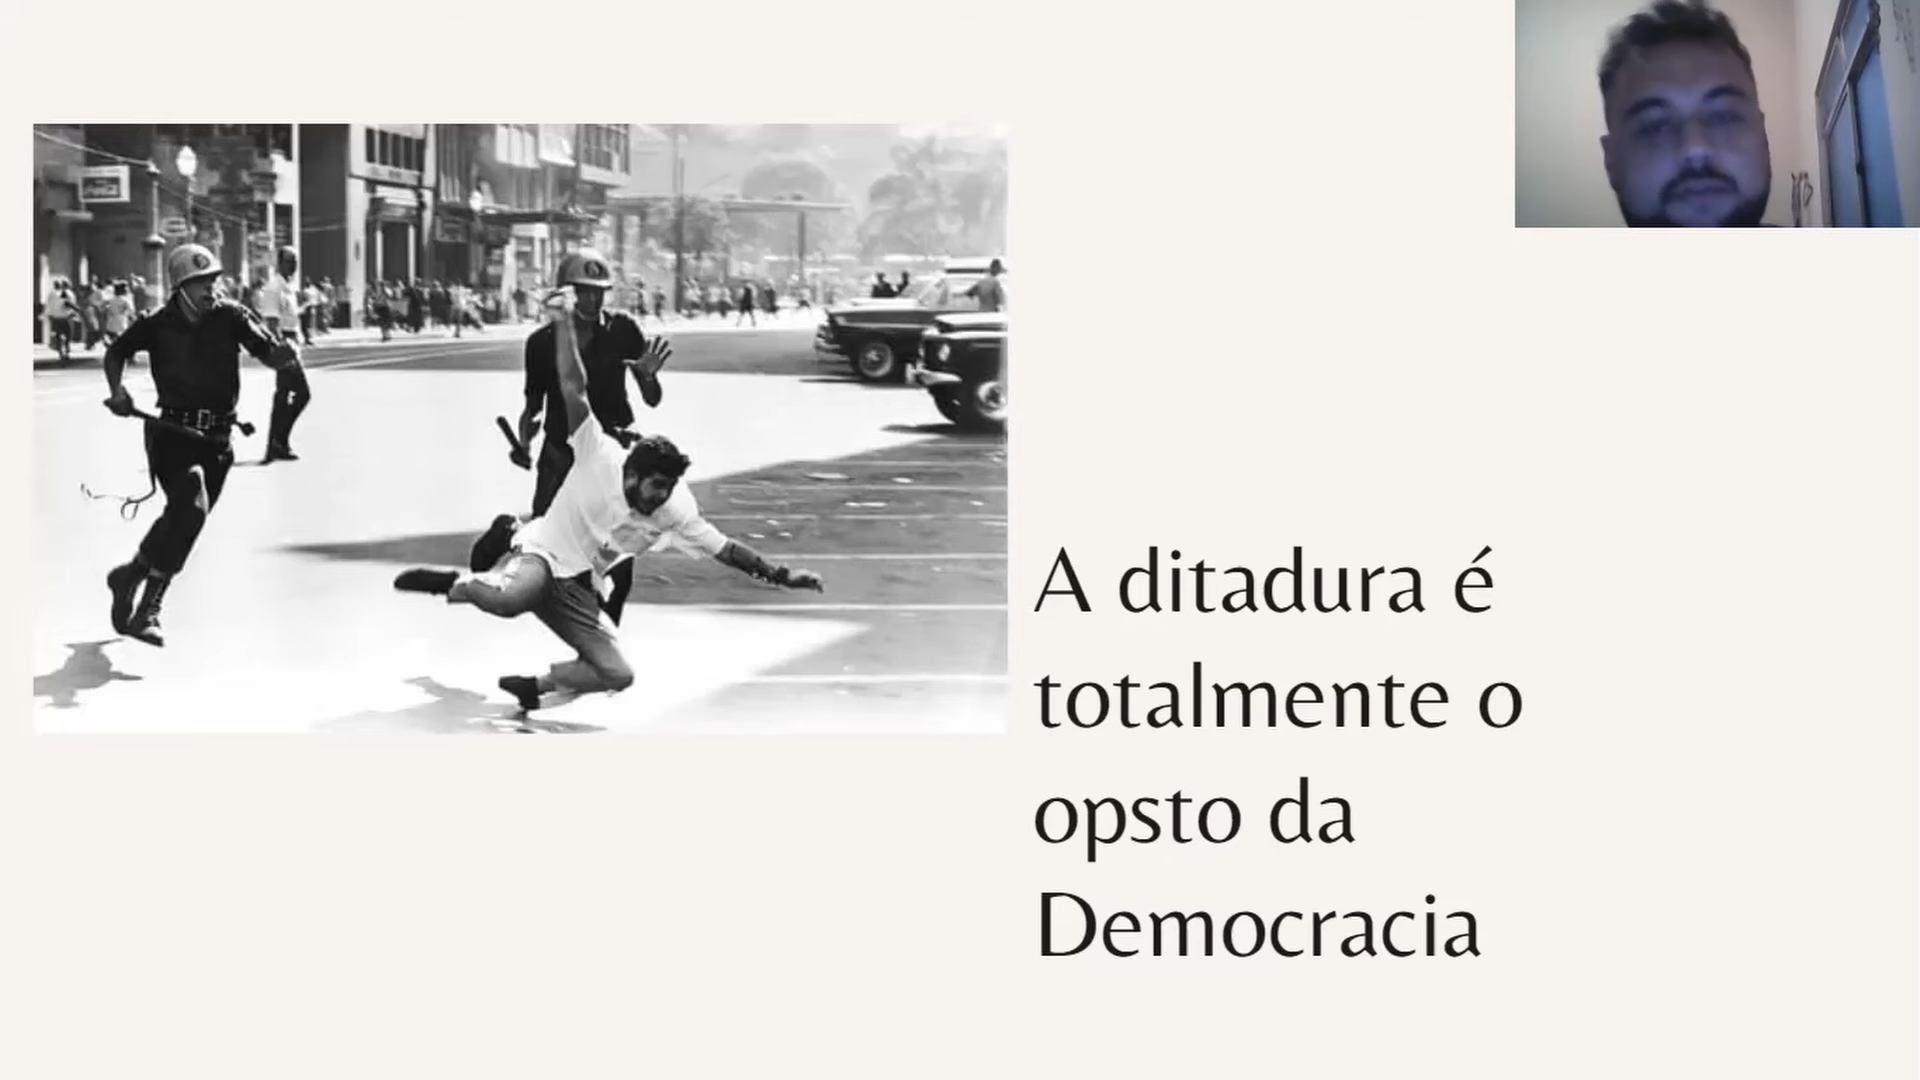 A ditadura é
totalmente o
opsto da
Democracia